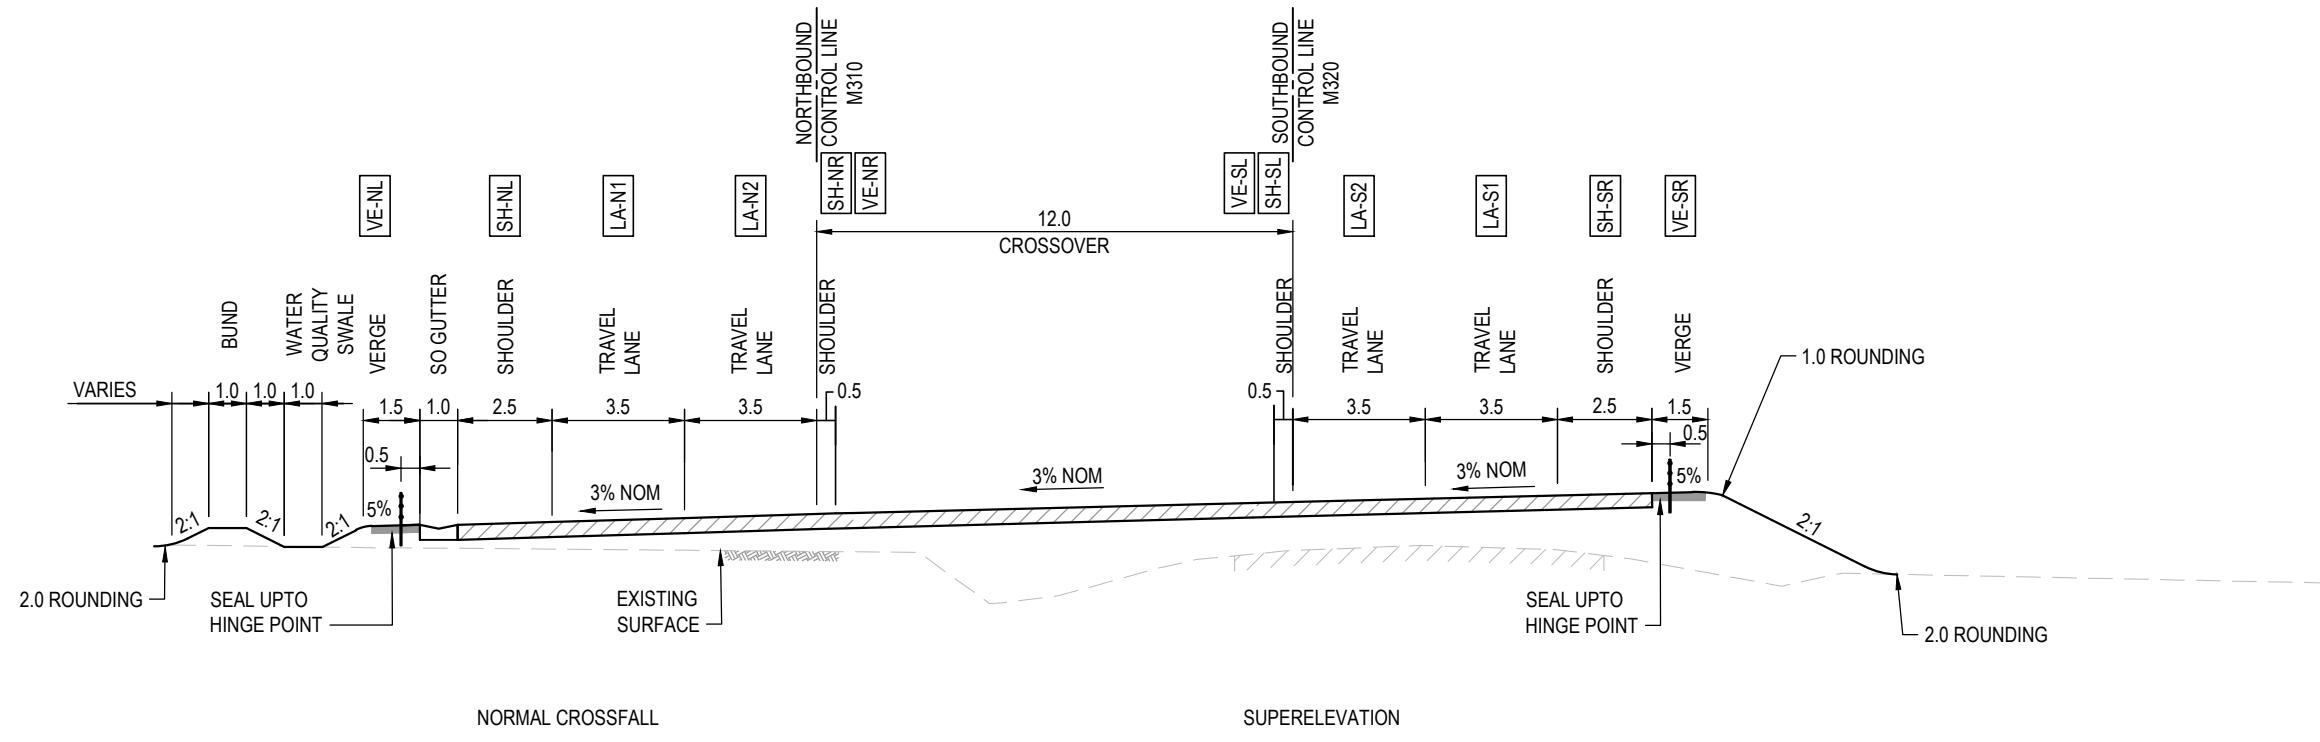 NORTHBOUND
CONTROL LINE
M310
SOUTHBOUND
CONTROL LINE
M320
VE-NL
SH-NL
LA-N1
LA-N2
SH-NR
VE-NR
VE-SL
SH-SL
LA-S2
LA-S1
SH-SR
VE-SR
12.0
CROSSOVER
BUND
WATER
QUALITY
SWALE
VERGE
SO GUTTER
SHOULDER
TRAVEL
LANE
TRAVEL
LANE
SHOULDER
SHOULDER
TRAVEL
LANE
TRAVEL
LANE
SHOULDER
VERGE
1.0 ROUNDING
VARIES
1.0
1.0
1.0
1.5
1.0
2.5
3.5
3.5
0.5
0.5
3.5
3.5
2.5
1.5
0.5
0.5
3% NOM
3% NOM
3% NOM
5%
5%
2:1
2:1
2:1
2:1
2.0 ROUNDING
SEAL UPTO
HINGE POINT
EXISTING
SURFACE
SEAL UPTO
HINGE POINT
2.0 ROUNDING
NORMAL CROSSFALL
SUPERELEVATION